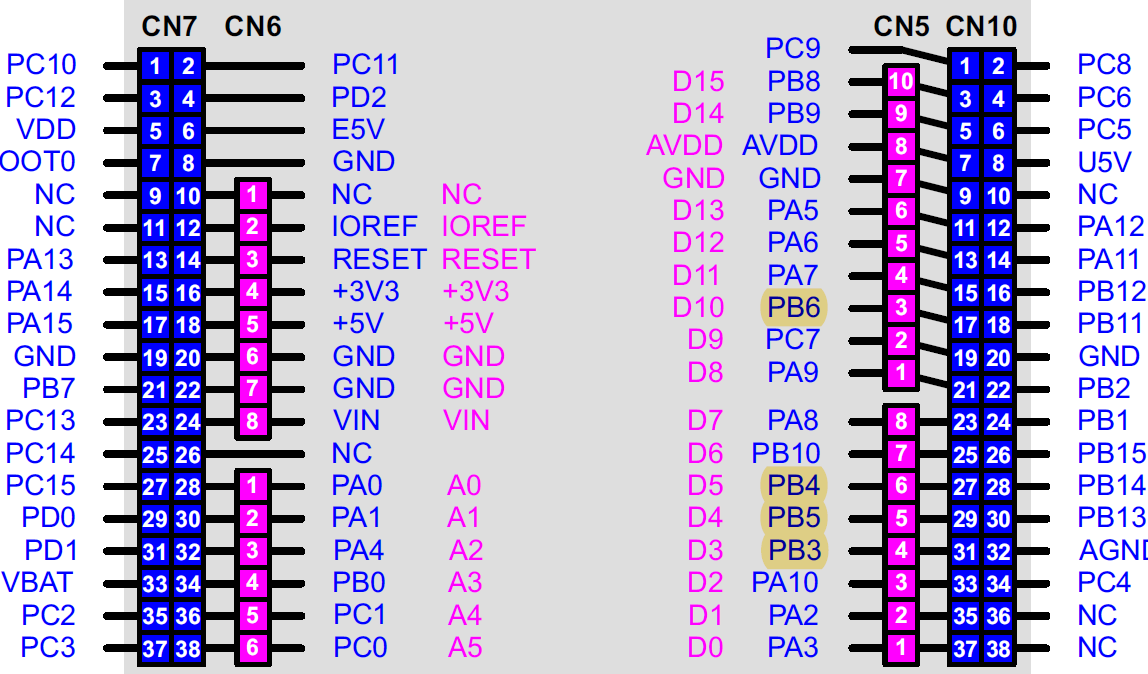 CN7 CN6 CN5 CN10
PC9
PC10 1 2 PC11 D15 PB8 10 1 2 PC8
PC12 3 4 PD2 D14 PB9 9 3 4 PC6
VDD 5 6 E5V AVDD AVDD 8 5 6 PC5
OOT0 7 8 GND GND GND 7 7 8 U5V
NC 9 10 1 NC NC D13 PA5 6 9 10 NC
NC 11 12 2 IOREF IOREF D12 PA6 5 11 12 PA12
PA13 13 14 3 RESET RESET D11 PA7 4 13 14 PA11
PA14 15 16 4 +3V3 +3V3 D10 PB6 3 15 16 PB12
PA15 17 18 5 +5V +5V D9 PC7 2 17 18 PB11
GND 19 20 6 GND GND D8 PA9 1 19 20 GND
PB7 21 22 7 GND GND 21 22 PB2
PC13 23 24 8 VIN VIN D7 PA8 8 23 24 PB1
PC14 25 26 NC D6 PB10 7 25 26 PB15
PC15 27 28 1 PA0 A0 D5 PB4 6 27 28 PB14
PD0 29 30 2 PA1 A1 D4 PB5 5 29 30 PB13
PD1 31 32 3 PA4 A2 D3 PB3 4 31 32 AGND
VBAT 33 34 4 PB0 A3 D2 PA10 3 33 34 PC4
PC2 35 36 5 PC1 A4 D1 PA2 2 35 36 NC
PC3 37 38 6 PC0 A5 D0 PA3 1 37 38 NC